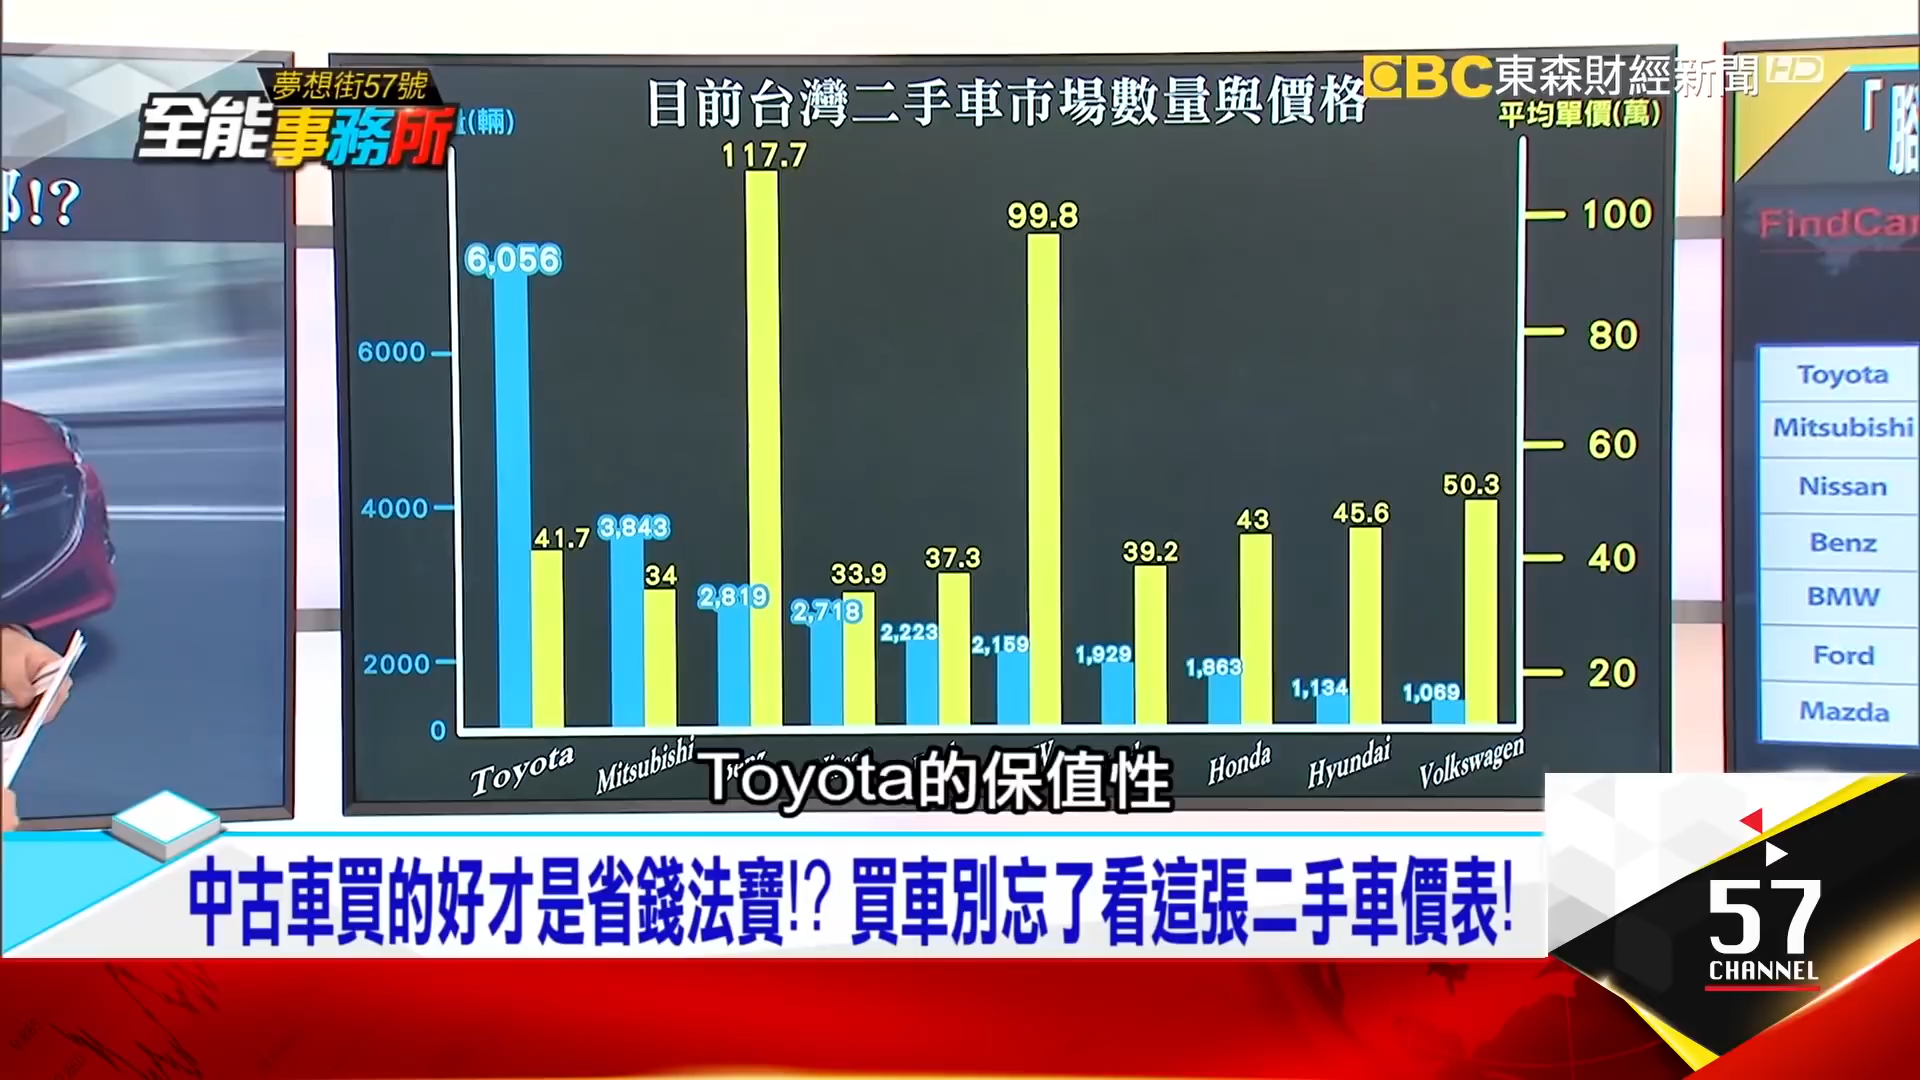 夢想街57號
全能事務所
EBC東森財經新聞 HD
目前台灣二手車市場數量與價格
(輛)
平均單價(萬)
!?
6000
4000
2000
0
100
80
60
40
20
6,056
41.7
3,843
34
2,819
117.7
2,718
33.9
2,223
37.3
2,159
99.8
1,929
39.2
1,863
43
1,134
45.6
1,069
50.3
Toyota
Mitsubishi
Benz
Honda
Hyundai
Volkswagen
Toyota的保值性
「腦
FindCar
Toyota
Mitsubishi
Nissan
Benz
BMW
Ford
Mazda
中古車買的好才是省錢法寶!? 買車別忘了看這張二手車價表!
57
CHANNEL